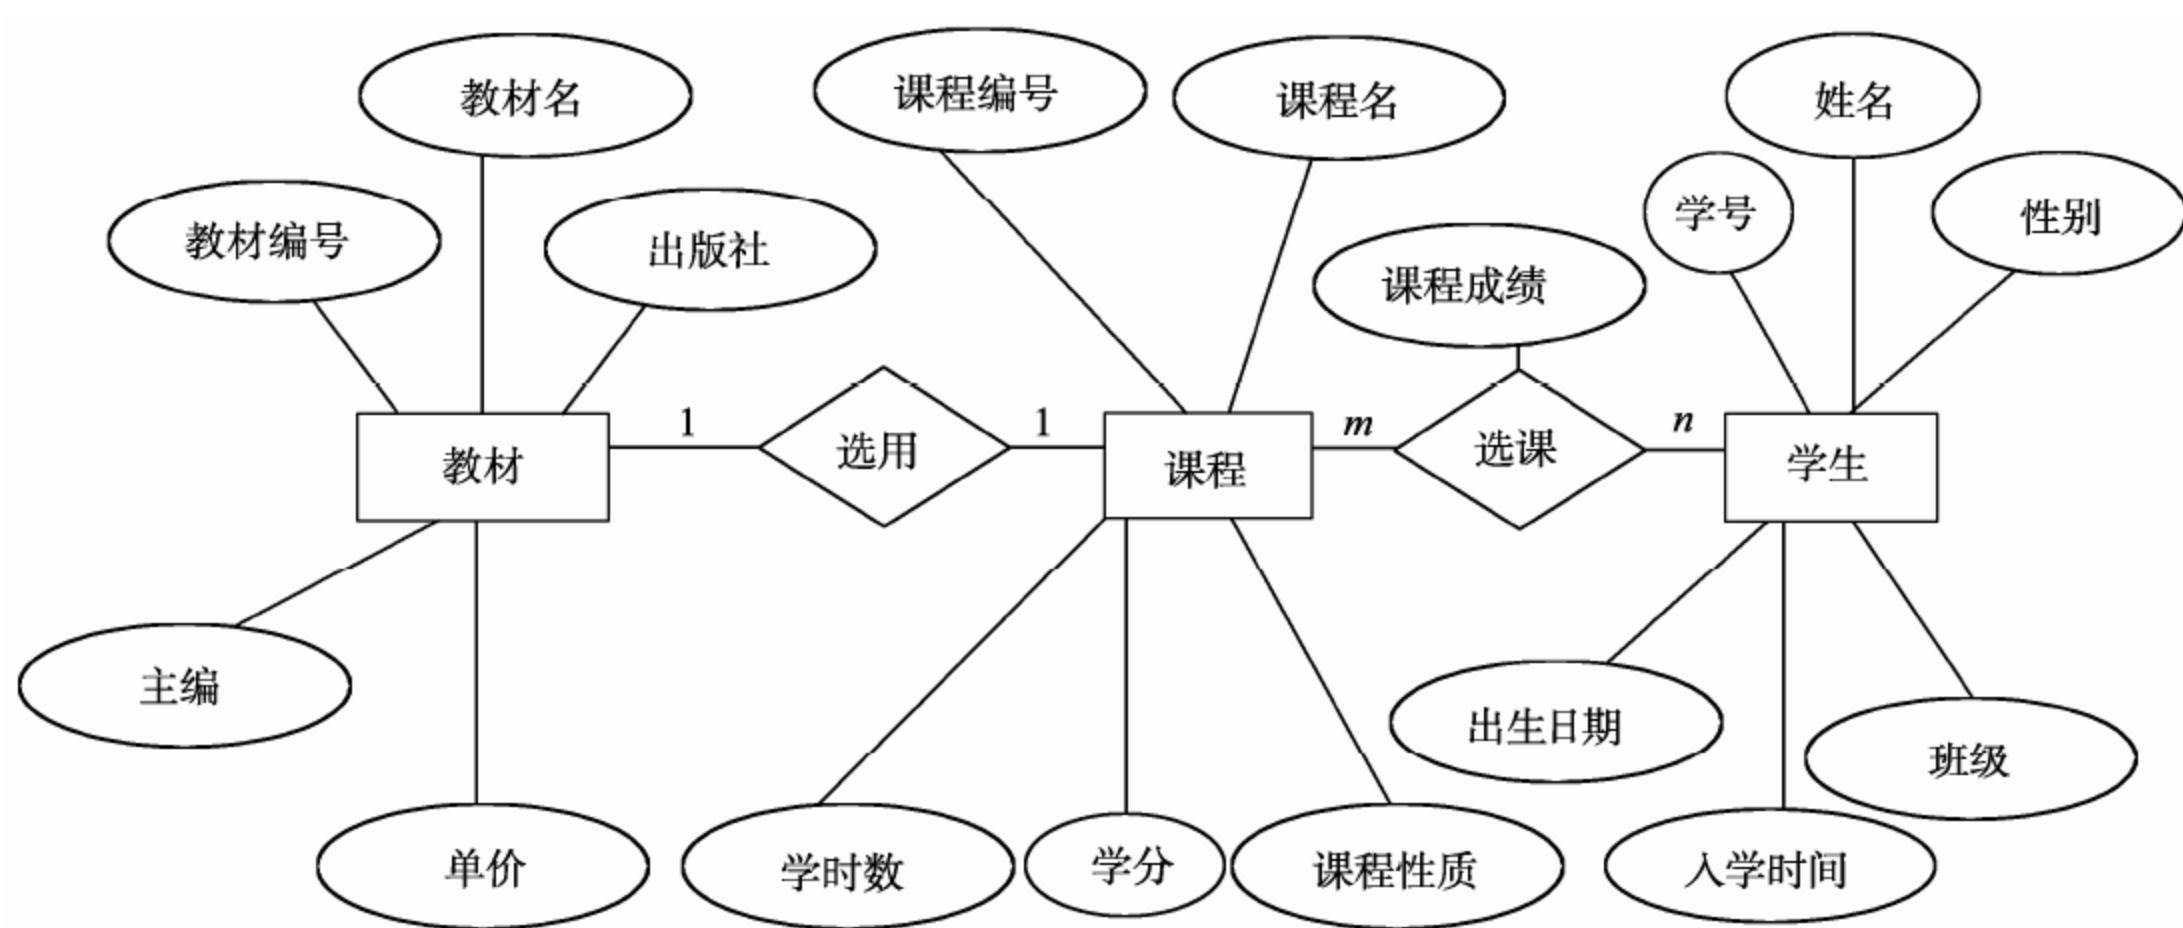 教材名
课程编号
课程名
姓名
教材编号
出版社
课程成绩
学号
性别
教材
1
选用
1
课程
m
选课
n
学生
主编
出生日期
班级
单价
学时数
学分
课程性质
入学时间